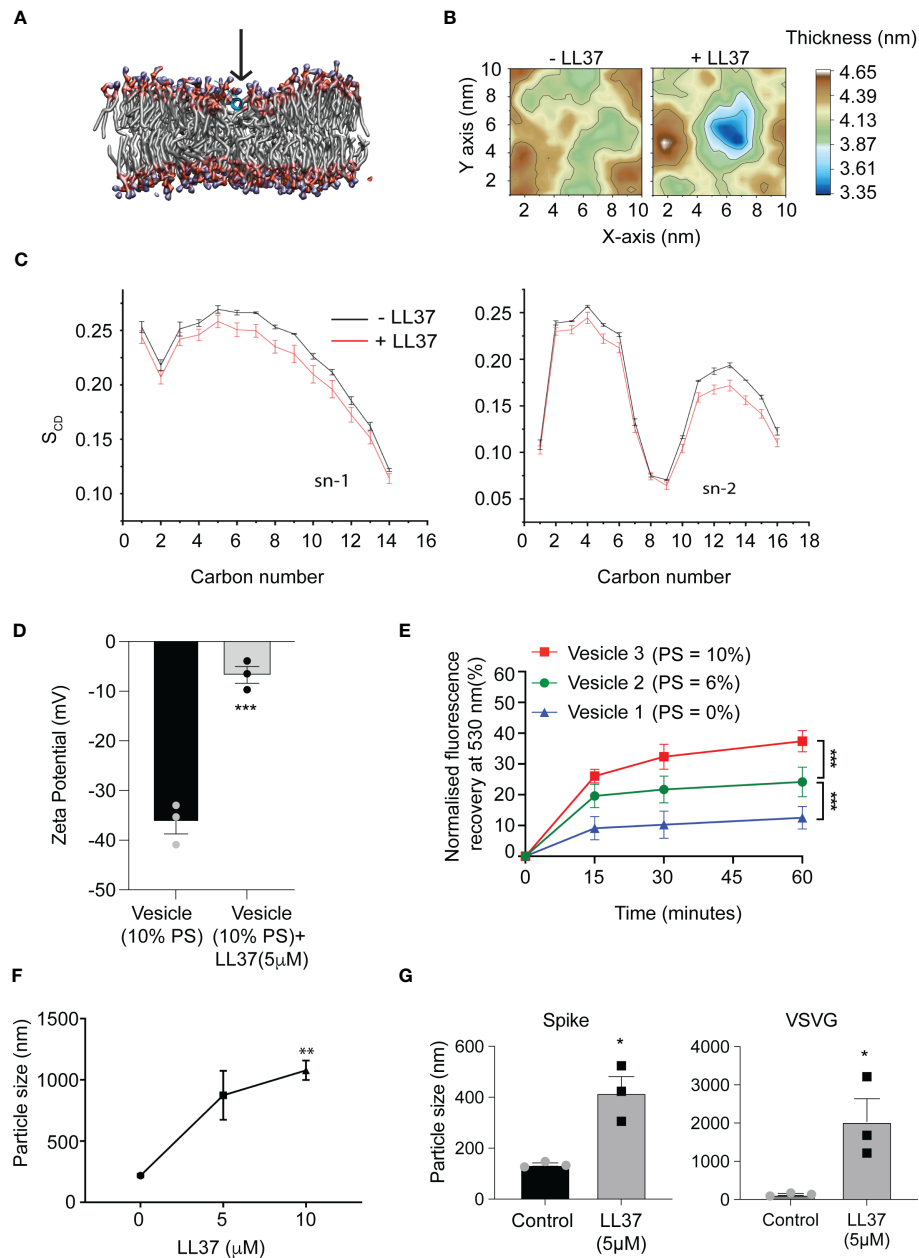 A
B
Thickness (nm)
- LL37
+ LL37
Y axis (nm)
10
8
6
4
2
2 4 6 8 10
2 4 6 8 10
X-axis (nm)
4.65
4.39
4.13
3.87
3.61
3.35
C
S_CD
0.25
0.20
0.15
0.10
- LL37
+ LL37
sn-1
0 2 4 6 8 10 12 14 16
Carbon number
0.25
0.20
0.15
0.10
0.05
sn-2
0 2 4 6 8 10 12 14 16 18
Carbon number
D
Zeta Potential (mV)
0
-10
-20
-30
-40
-50
***
Vesicle
(10% PS)
Vesicle
(10% PS)+
LL37(5μM)
E
Vesicle 3 (PS = 10%)
Vesicle 2 (PS = 6%)
Vesicle 1 (PS = 0%)
Normalised fluorescence
recovery at 530 nm(%)
60
50
40
30
20
10
0
***
***
0 15 30 45 60
Time (minutes)
F
Particle size (nm)
1500
1000
500
0
**
0 5 10
LL37 (μM)
G
Spike
Particle size (nm)
600
400
200
0
*
Control
LL37
(5μM)
VSVG
4000
3000
2000
1000
0
*
Control
LL37
(5μM)